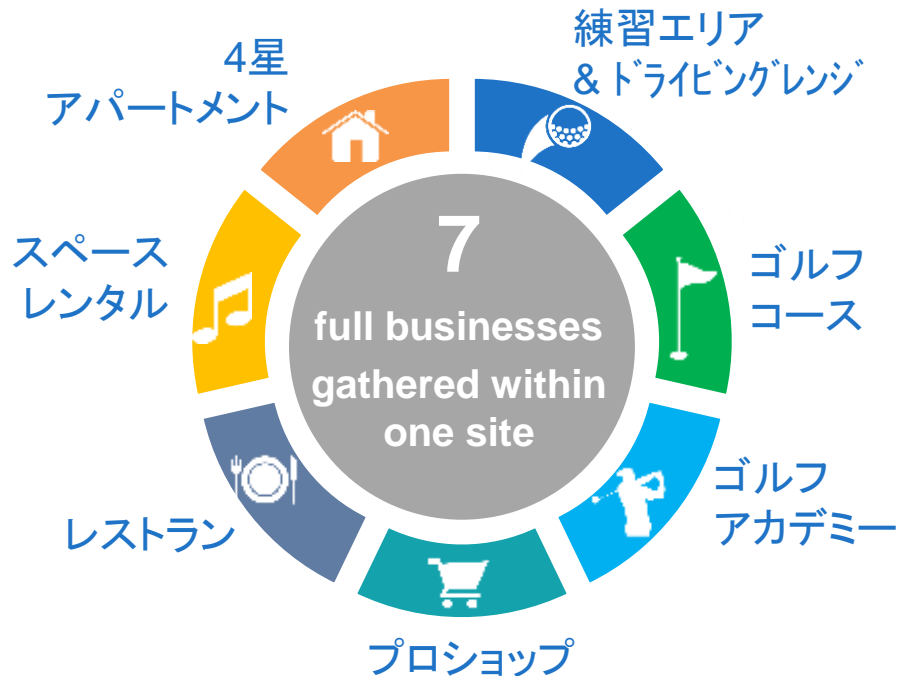 4星
アパートメント
練習エリア
& ﾄﾞﾗｲﾋﾞﾝｸﾞﾚﾝｼﾞ
スペース
レンタル
7
full businesses
gathered within
one site
ゴルフ
コース
レストラン
ゴルフ
アカデミー
プロショップ